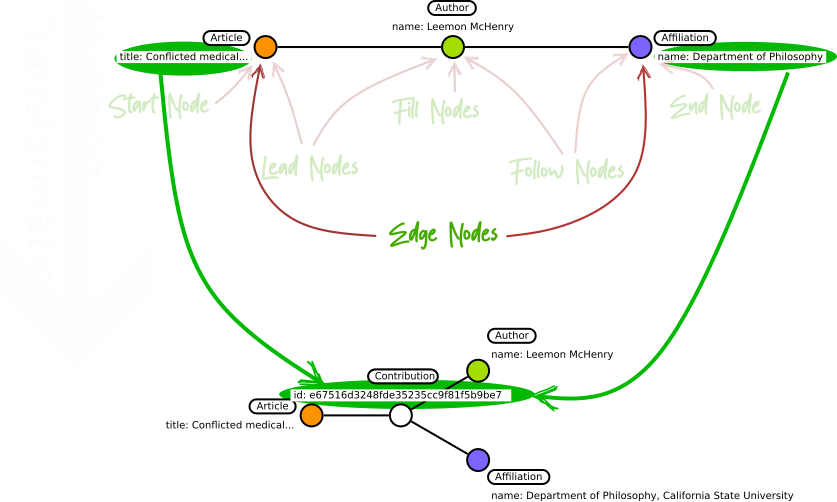 Author
name: Leemon McHenry
Article
Affiliation
title: Conflicted medical...
name: Department of Philosophy
Start Node
Fill Nodes
End Node
Lead Nodes
Follow Nodes
Edge Nodes
Author
name: Leemon McHenry
Contribution
id: e67516d3248fde35235cc9f81f5b9be7
Article
title: Conflicted medical...
Affiliation
name: Department of Philosophy, California State University